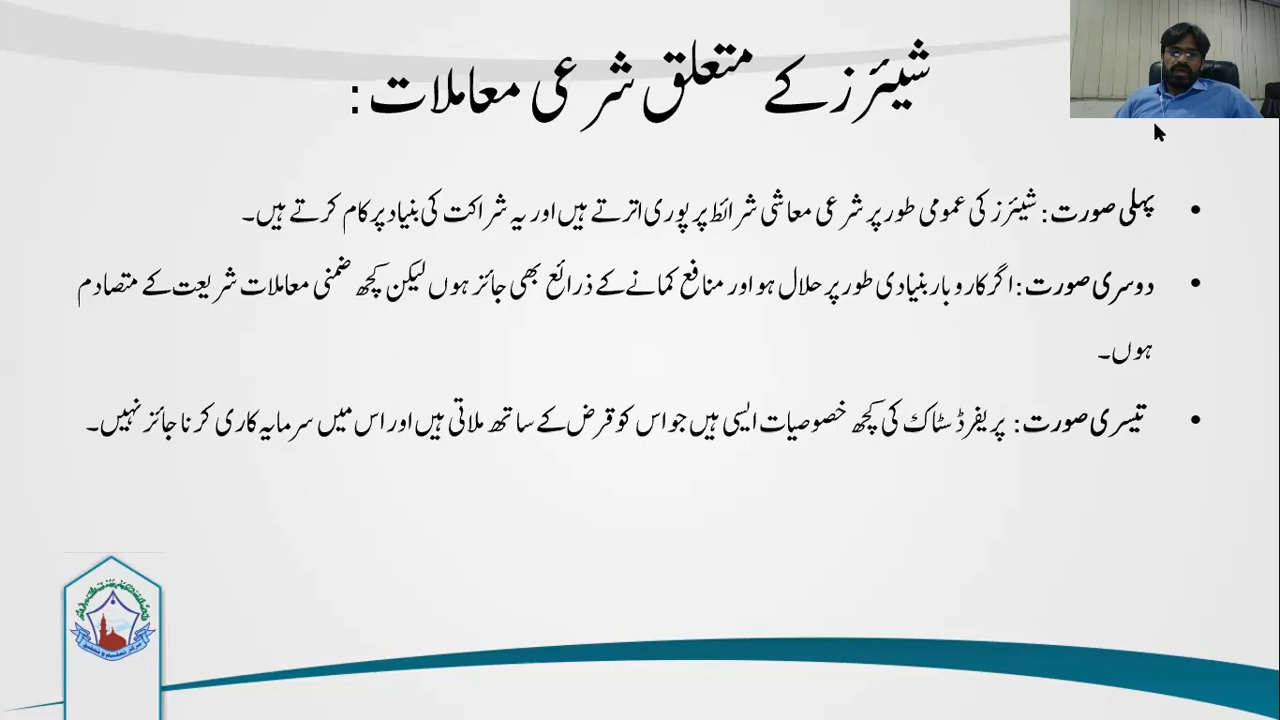 شیئرز کے متعلق شرعی معاملات :
• پہلی صورت : شیئرز کی عمومی طور پر شرعی معاشی شرائط پر پوری اترتے ہیں اور یہ شراکت کی بنیاد پر کام کرتے ہیں۔
• دوسری صورت : اگر کاروبار بنیادی طور پر حلال ہو اور منافع کمانے کے ذرائع بھی جائز ہوں لیکن کچھ ضمنی معاملات شریعت کے متصادم
ہوں۔
• تیسری صورت : پریفرڈ سٹاک کی کچھ خصوصیات ایسی ہیں جو اس کو قرض کے ساتھ ملاتی ہیں اور اس میں سرمایہ کاری کرنا جائز نہیں۔